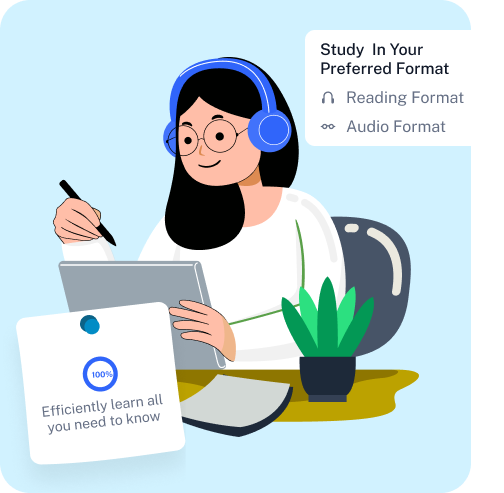 Study In Your
Preferred Format
Reading Format
Audio Format
100%
Efficiently learn all
you need to know